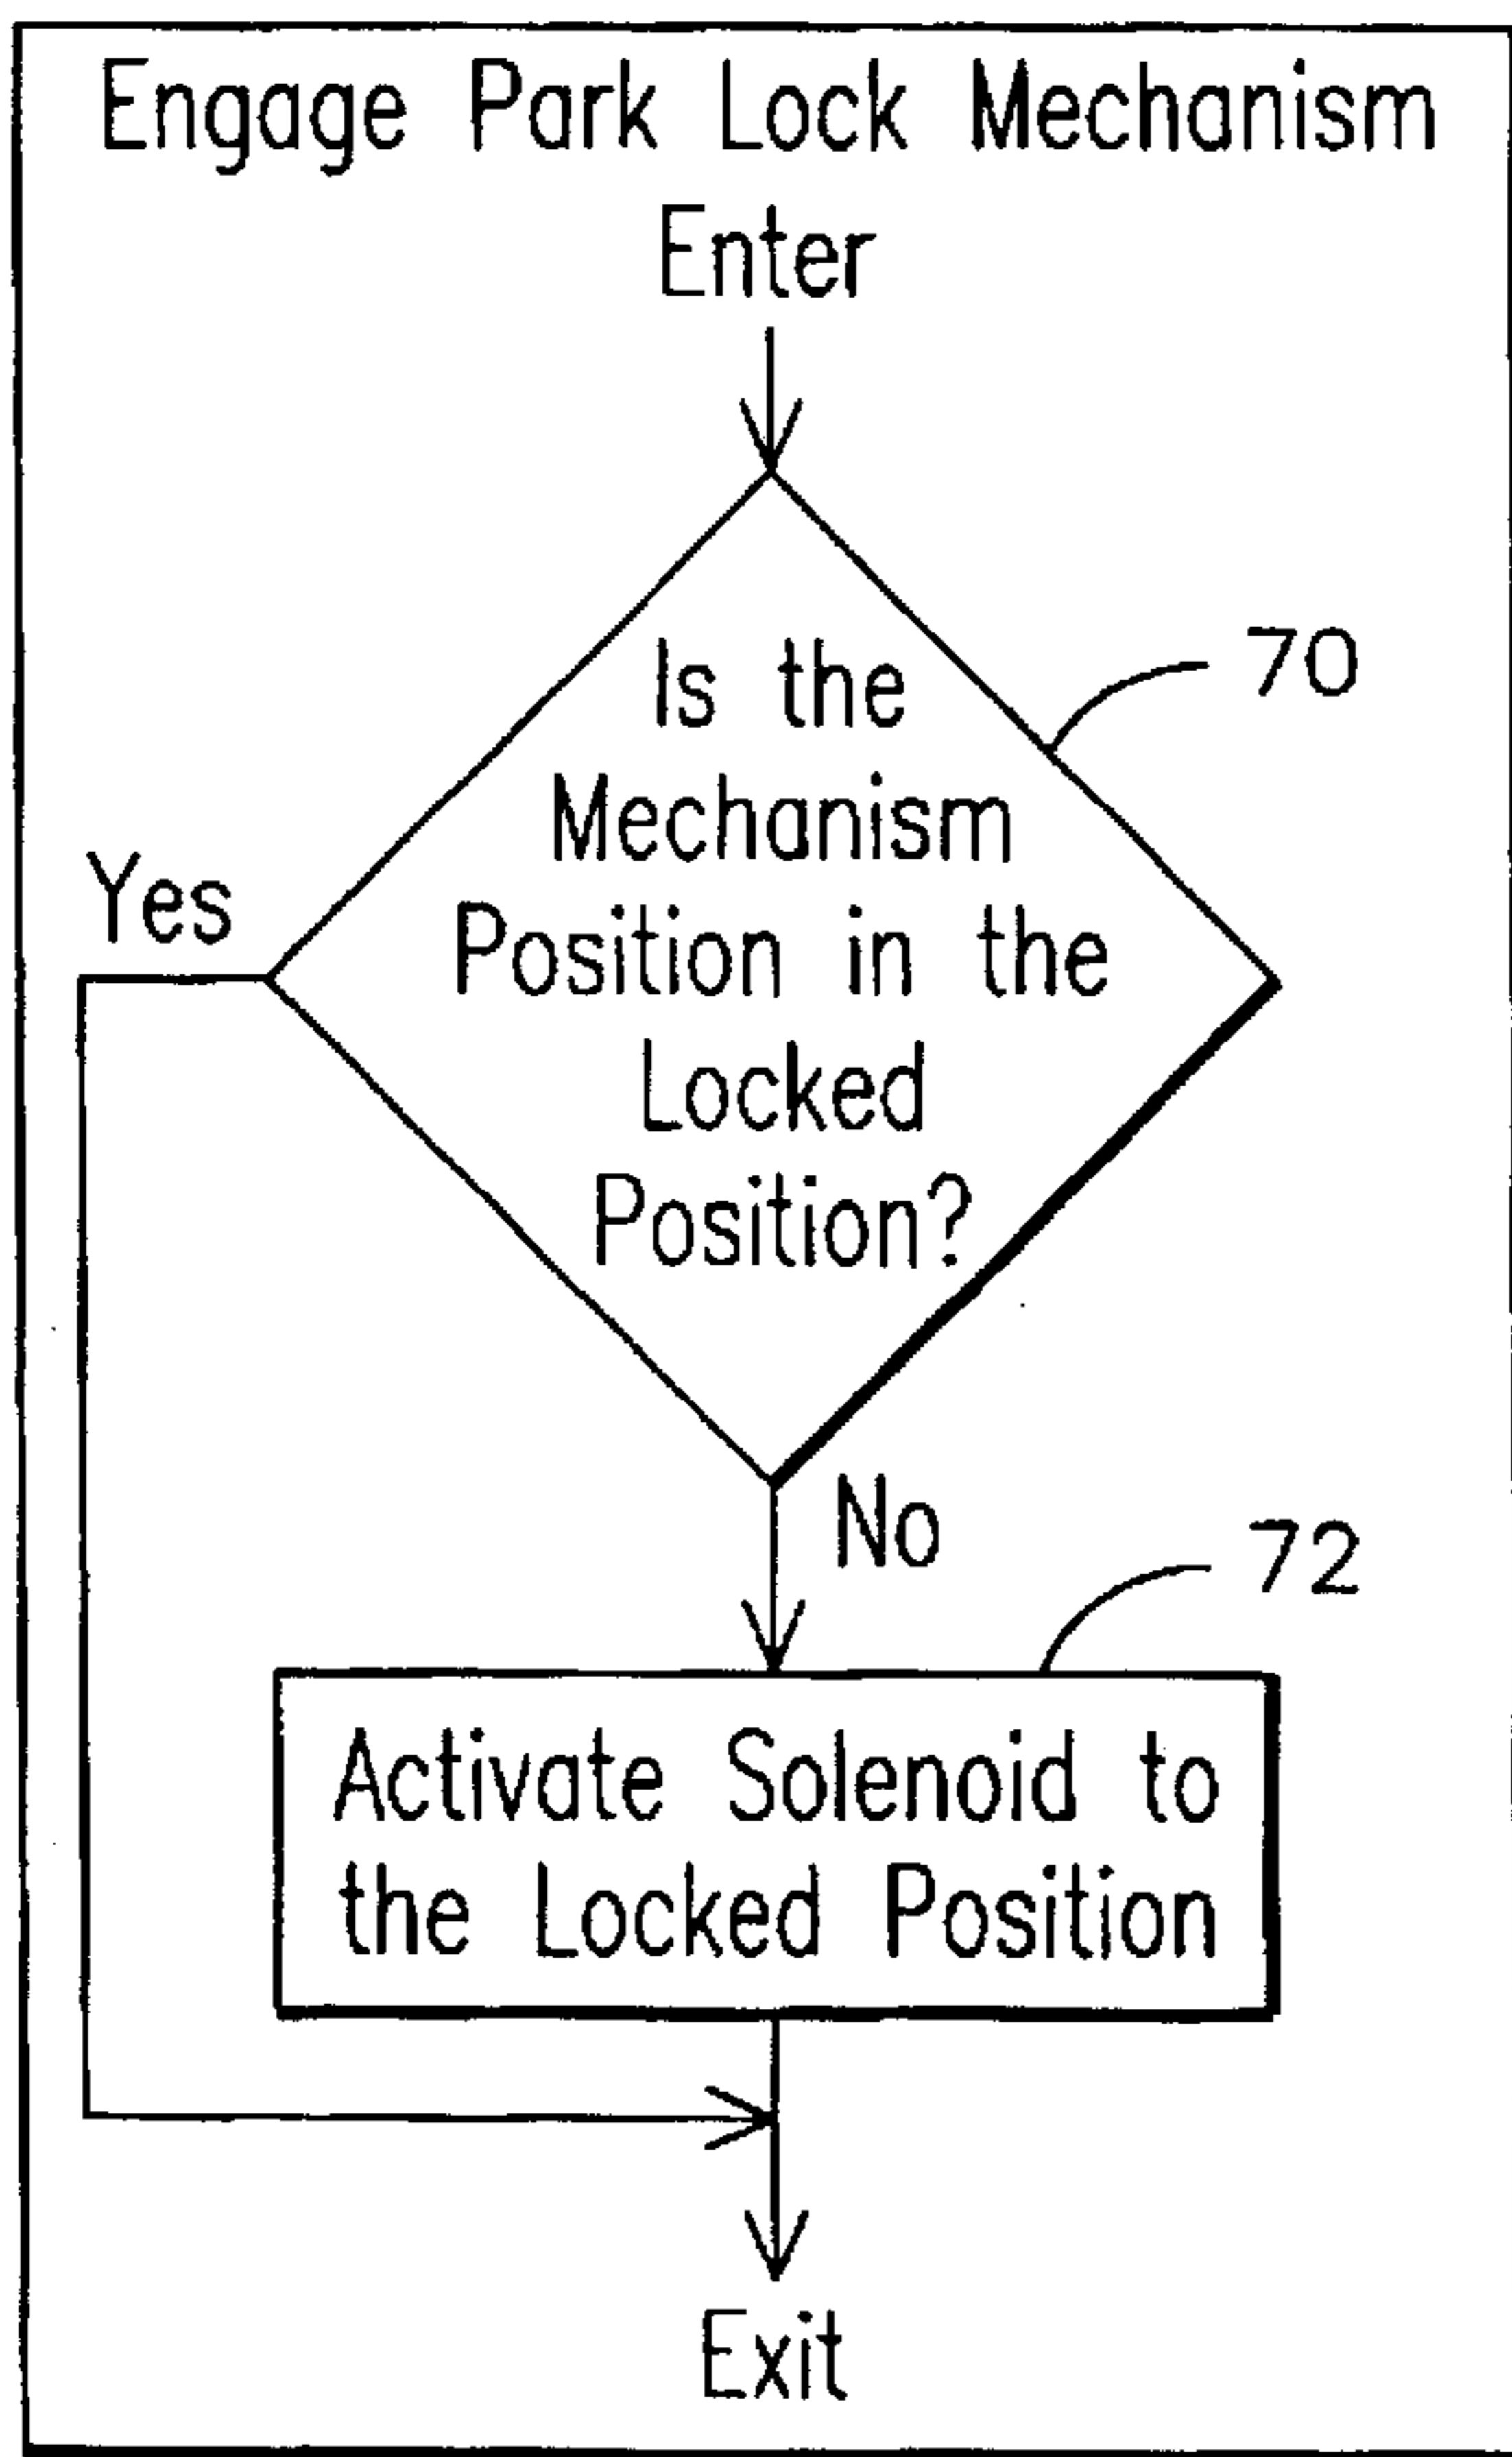 Engage Park Lock Mechanism
Enter
Is the
Mechanism
Position in the
Locked
Position?
70
Yes
No
72
Activate Solenoid to
the Locked Position
Exit